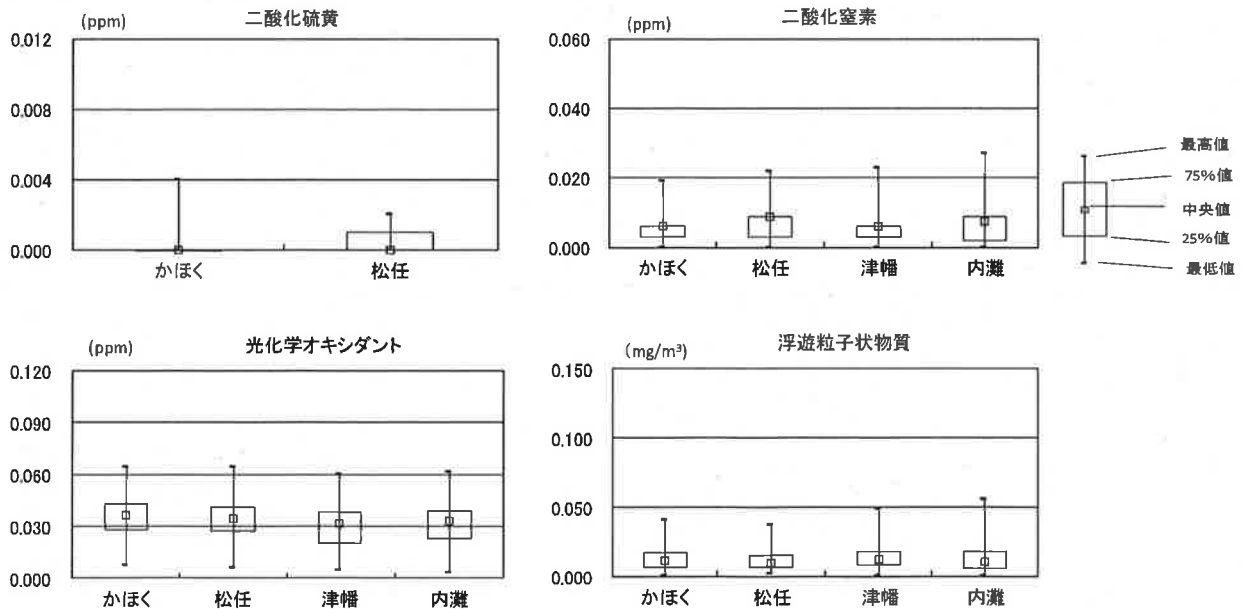 二酸化硫黄
(ppm)
0.012
0.008
0.004
0.000
かほく 松任
二酸化窒素
(ppm)
0.060
0.040
0.020
0.000
かほく 松任 津幡 内灘
最高値
75%値
中央値
25%値
最低値
光化学オキシダント
(ppm)
0.120
0.090
0.060
0.030
0.000
かほく 松任 津幡 内灘
浮遊粒子状物質
(mg/m³)
0.150
0.100
0.050
0.000
かほく 松任 津幡 内灘